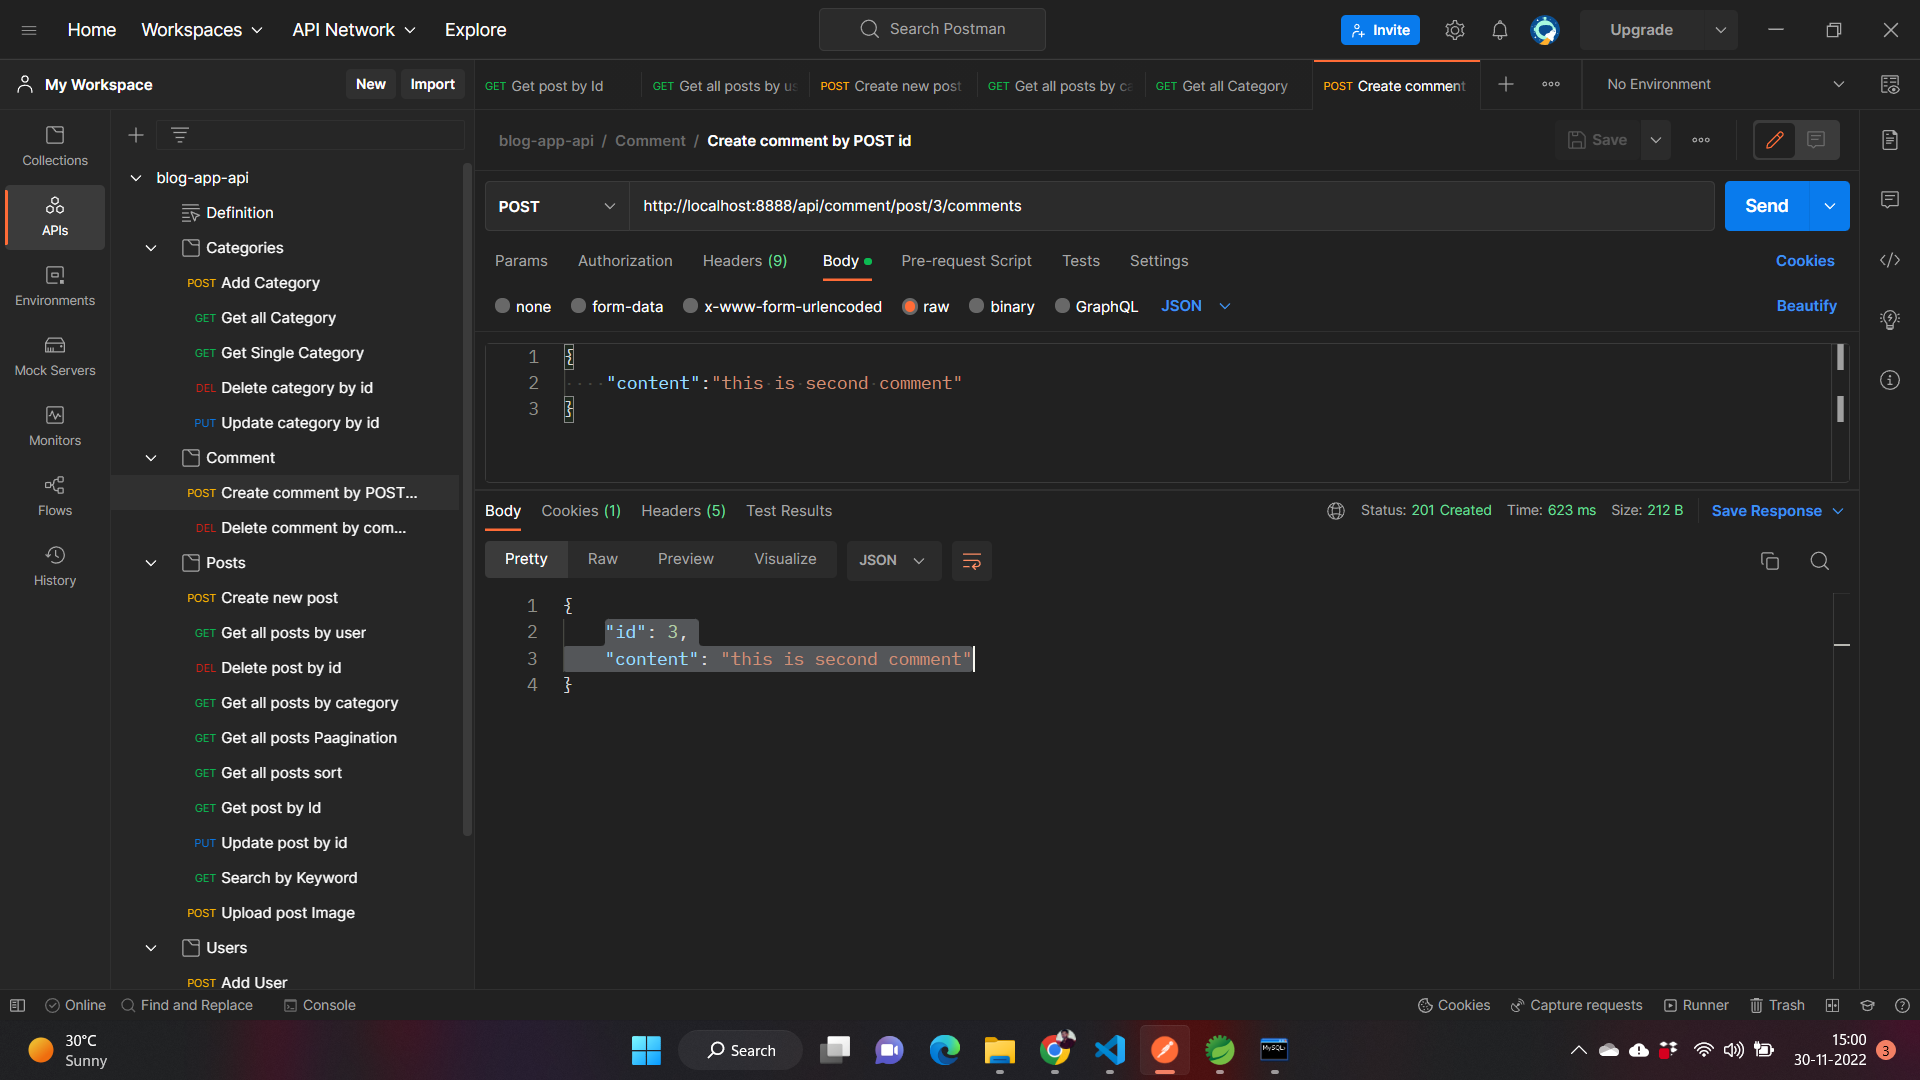 Home
Workspaces
API Network
Explore
Search Postman
Invite
Upgrade
My Workspace
New
Import
GET Get post by Id
GET Get all posts by us
POST Create new post
GET Get all posts by ca
GET Get all Category
POST Create comment
No Environment
Collections
APIs
Environments
Mock Servers
Monitors
Flows
History
blog-app-api
Definition
Categories
POST Add Category
GET Get all Category
GET Get Single Category
DEL Delete category by id
PUT Update category by id
Comment
POST Create comment by POST...
DEL Delete comment by com...
Posts
POST Create new post
GET Get all posts by user
DEL Delete post by id
GET Get all posts by category
GET Get all posts Paagination
GET Get all posts sort
GET Get post by Id
PUT Update post by id
GET Search by Keyword
POST Upload post Image
Users
POST Add User
blog-app-api / Comment / Create comment by POST id
Save
POST
http://localhost:8888/api/comment/post/3/comments
Send
Params
Authorization
Headers (9)
Body
Pre-request Script
Tests
Settings
Cookies
none
form-data
x-www-form-urlencoded
raw
binary
GraphQL
JSON
Beautify
1 {
2 "content":"this is second comment"
3 }
Body
Cookies (1)
Headers (5)
Test Results
Status: 201 Created
Time: 623 ms
Size: 212 B
Save Response
Pretty
Raw
Preview
Visualize
JSON
1 {
2 "id": 3,
3 "content": "this is second comment"
4 }
Online
Find and Replace
Console
Cookies
Capture requests
Runner
Trash
30°C
Sunny
Search
MySQL
15:00
30-11-2022
3